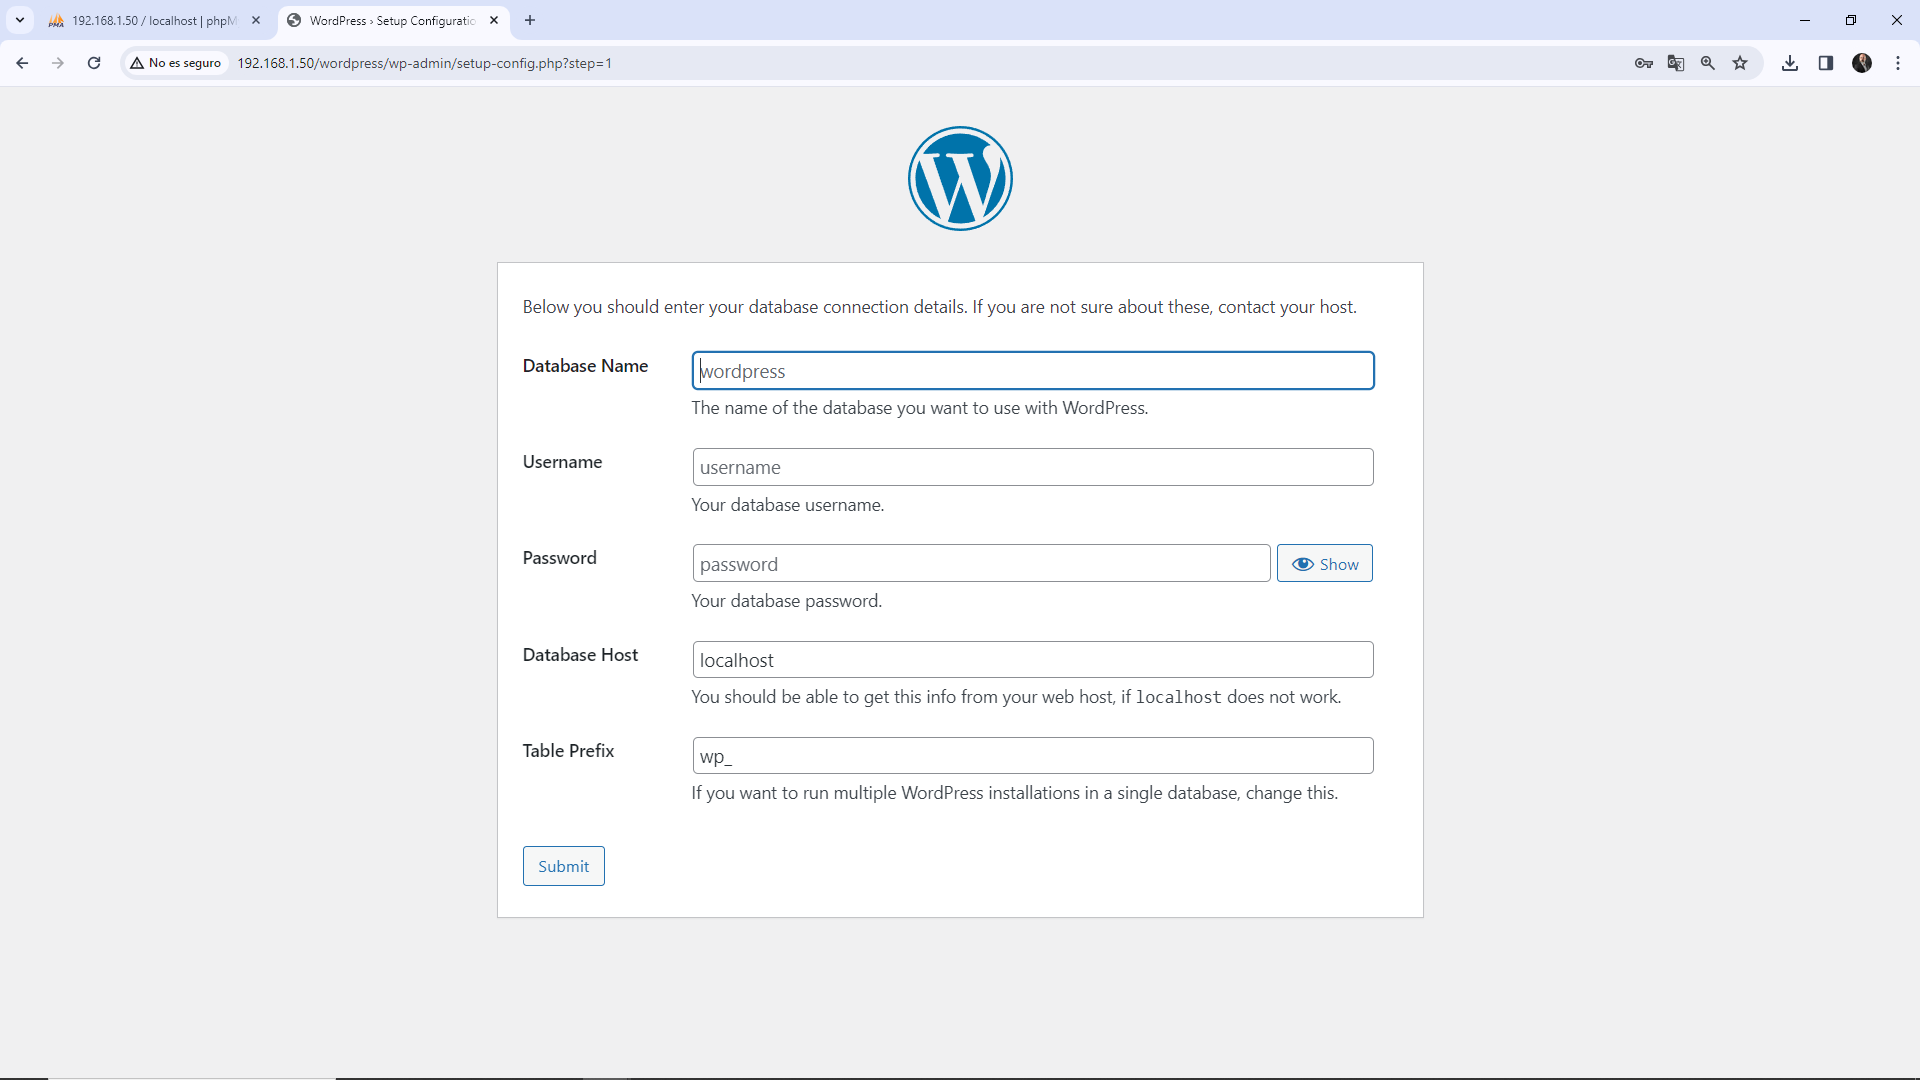 192.168.1.50 / localhost | phpM
WordPress › Setup Configuratio
No es seguro
192.168.1.50/wordpress/wp-admin/setup-config.php?step=1
Below you should enter your database connection details. If you are not sure about these, contact your host.
Database Name
wordpress
The name of the database you want to use with WordPress.
Username
username
Your database username.
Password
password
Show
Your database password.
Database Host
localhost
You should be able to get this info from your web host, if localhost does not work.
Table Prefix
wp_
If you want to run multiple WordPress installations in a single database, change this.
Submit